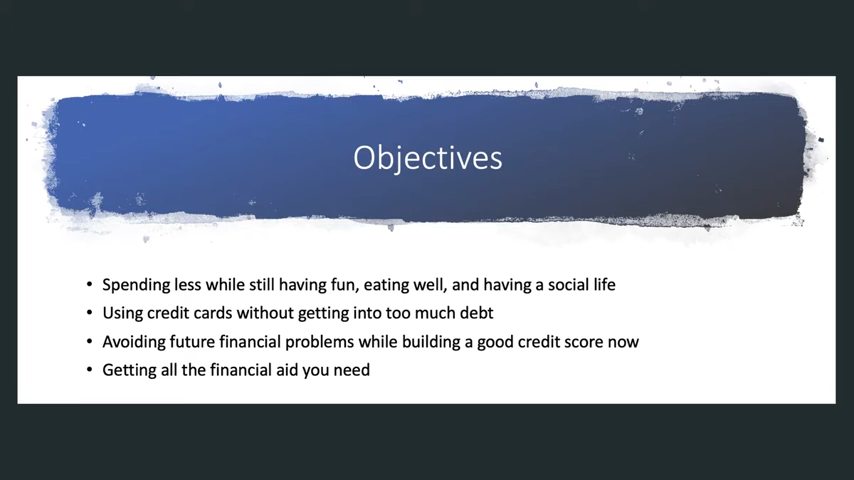 Objectives
• Spending less while still having fun, eating well, and having a social life
• Using credit cards without getting into too much debt
• Avoiding future financial problems while building a good credit score now
• Getting all the financial aid you need